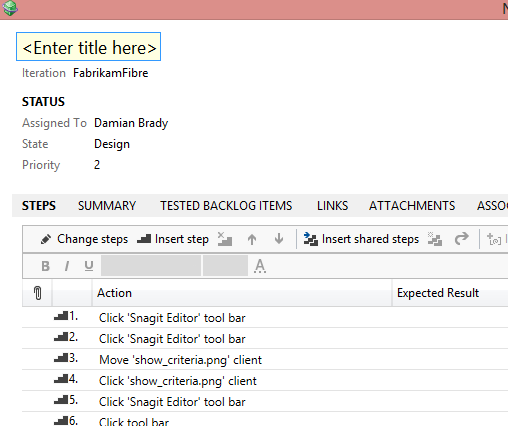 <Enter title here>
Iteration FabrikamFibre
STATUS
Assigned To Damian Brady
State Design
Priority 2
STEPS SUMMARY TESTED BACKLOG ITEMS LINKS ATTACHMENTS ASSO
Change steps Insert step Insert shared steps
B I U A
Action Expected Result
1. Click 'Snagit Editor' tool bar
2. Click 'Snagit Editor' tool bar
3. Move 'show_criteria.png' client
4. Click 'show_criteria.png' client
5. Click 'Snagit Editor' tool bar
6. Click tool bar